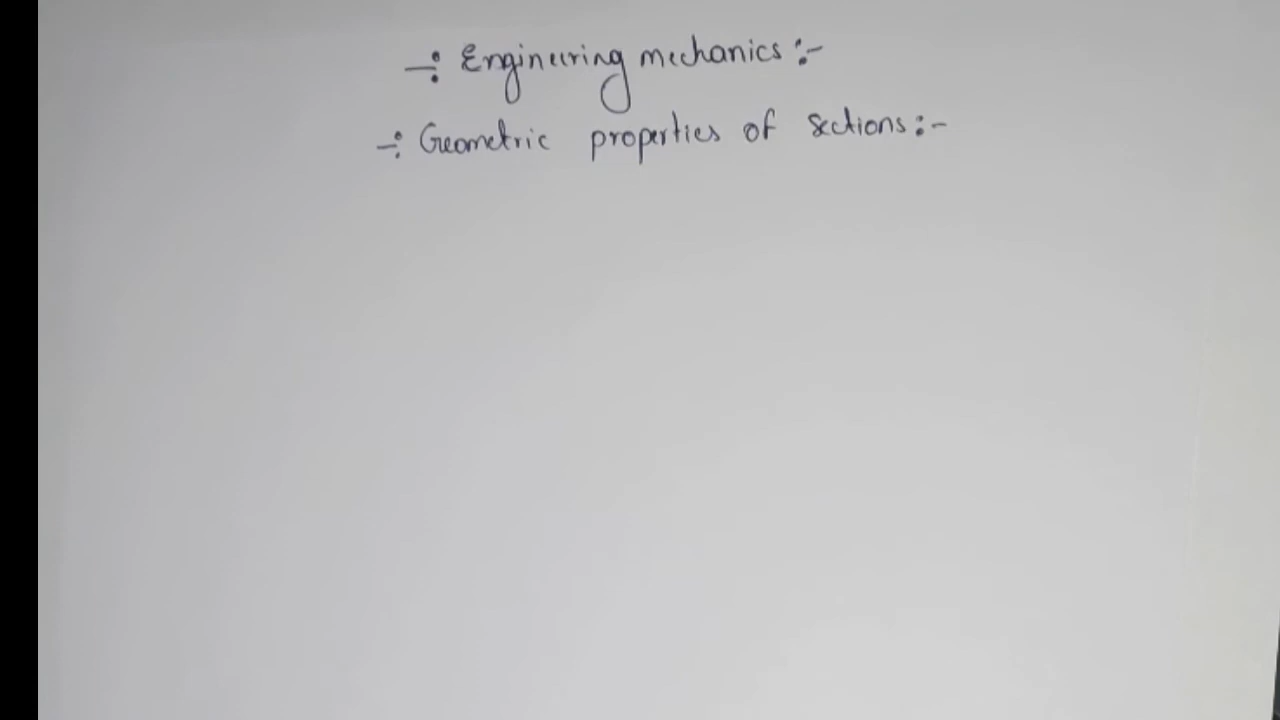 -: Engineering mechanics :-
-: Geometric properties of sections :-